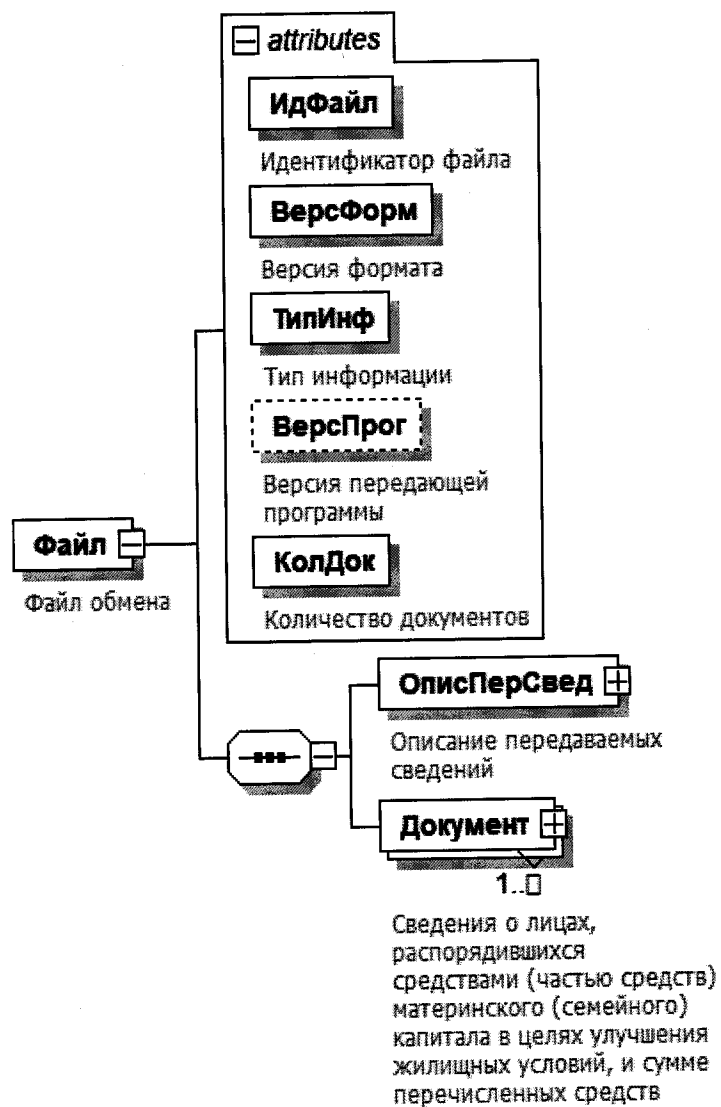 attributes
ИдФайл
Идентификатор файла
ВерсФорм
Версия формата
ТипИнф
Тип информации
ВерсПрог
Версия передающей
программы
КолДок
Количество документов
Файл
Файл обмена
ОписПерСвед
Описание передаваемых
сведений
Документ
1..□
Сведения о лицах,
распорядившихся
средствами (частью средств)
материнского (семейного)
капитала в целях улучшения
жилищных условий, и сумме
перечисленных средств